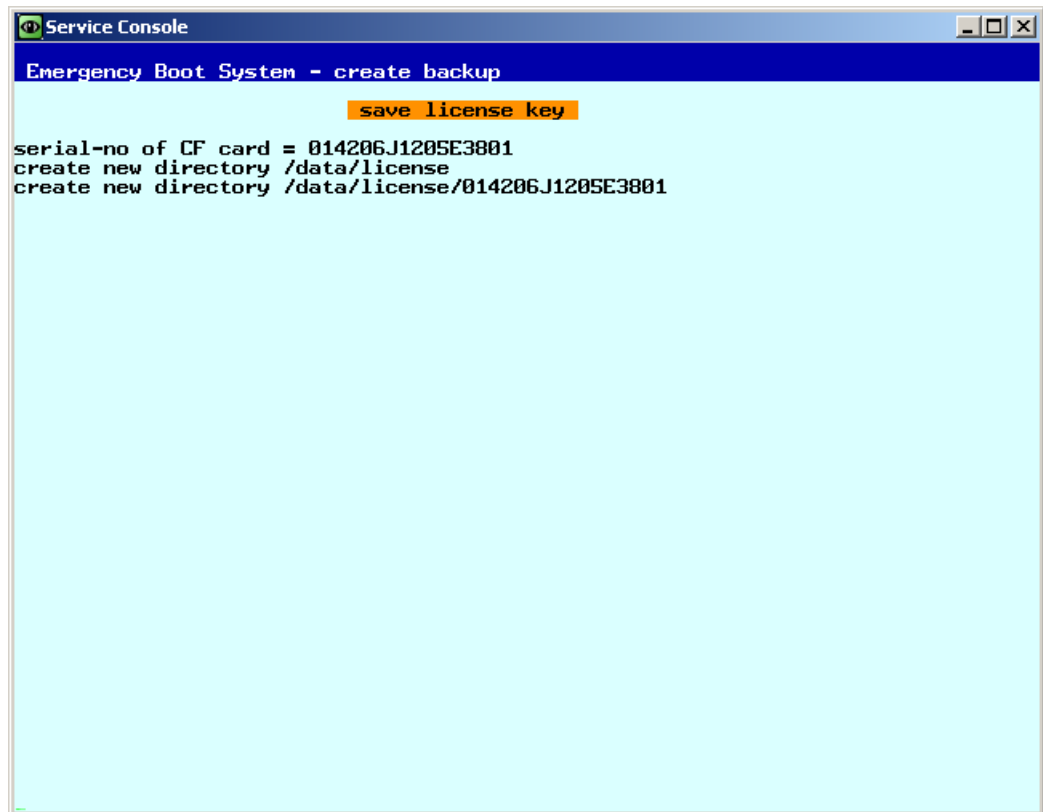 Service Console
Emergency Boot System - create backup
save license key
serial-no of CF card = 014206J1205E3801
create new directory /data/license
create new directory /data/license/014206J1205E3801